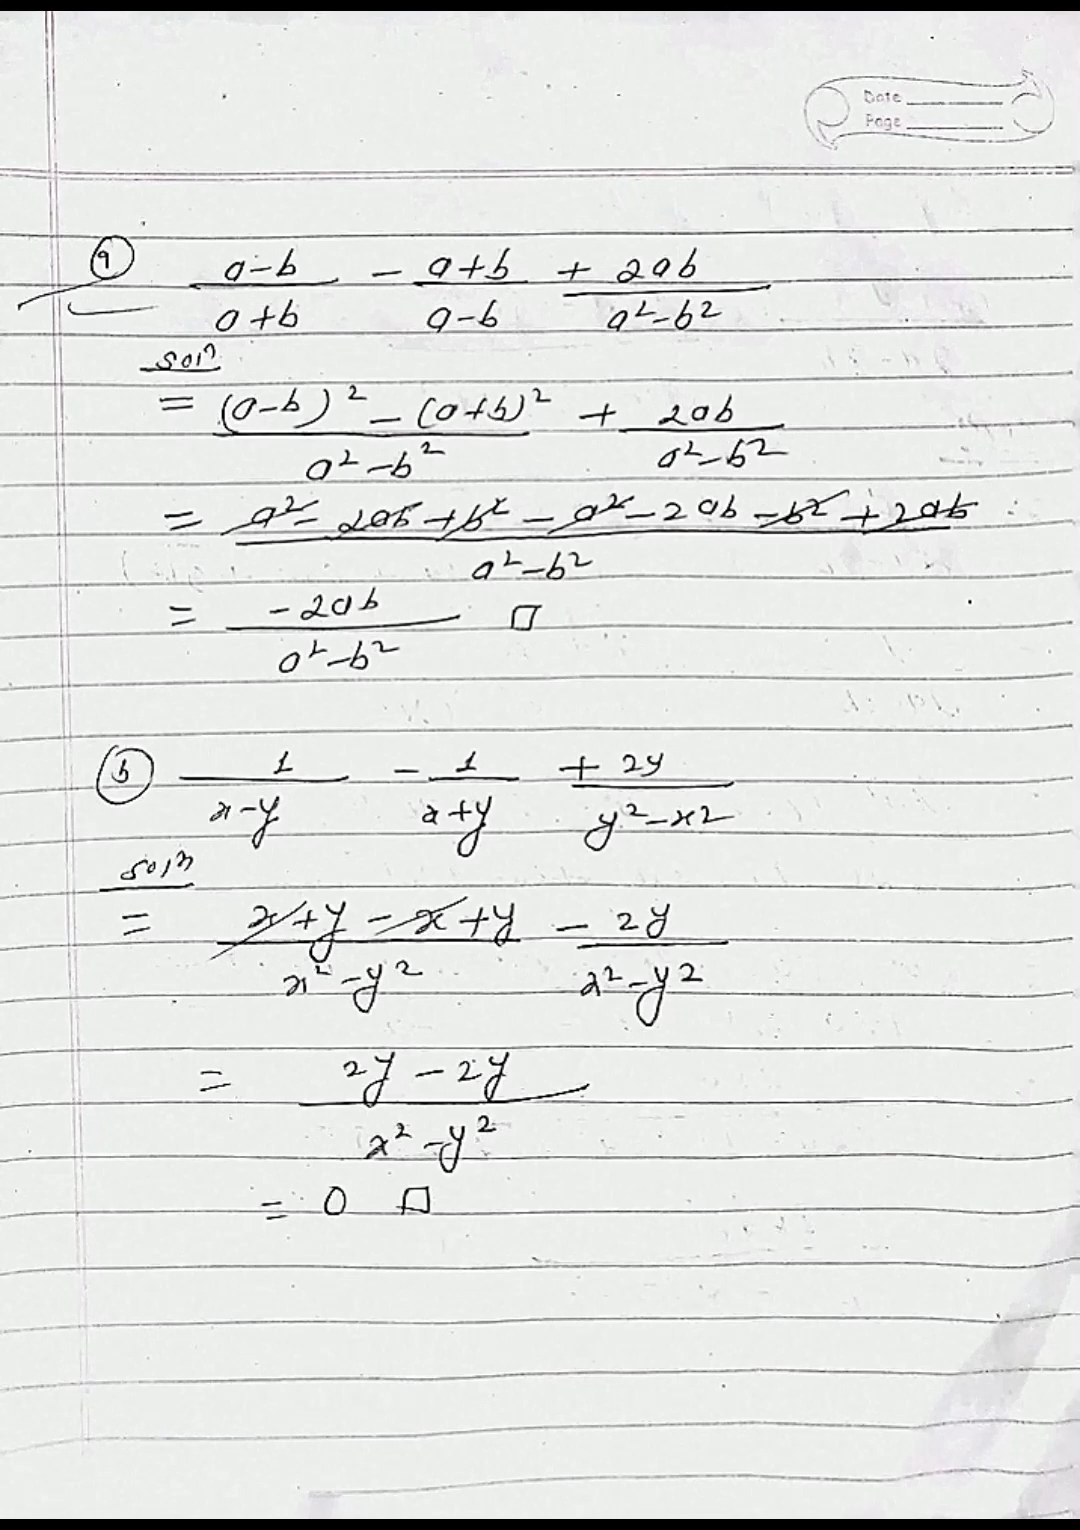 Date
Page
(a) (a-b)/(a+b) - (a+b)/(a-b) + 2ab/(a²-b²)
Solⁿ
= ((a-b)² - (a+b)²)/(a²-b²) + 2ab/(a²-b²)
= (a² - 2ab + b² - a² - 2ab - b² + 2ab)/(a²-b²)
= -2ab/(a²-b²) □
(b) 1/(x-y) - 1/(x+y) + 2y/(y²-x²)
Solⁿ
= (x+y - x+y)/(x²-y²) - 2y/(x²-y²)
= (2y - 2y)/(x²-y²)
= 0 □